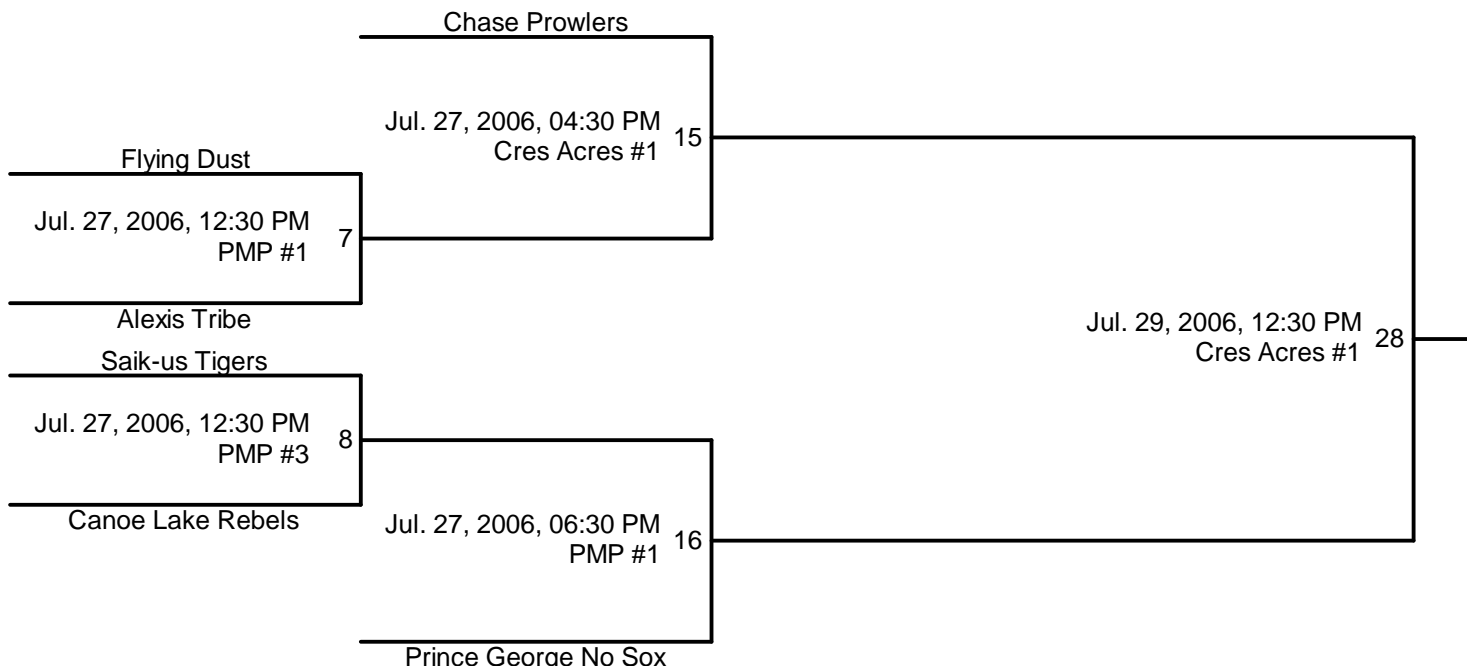 Chase Prowlers
Jul. 27, 2006, 04:30 PM
Cres Acres #1
15
Flying Dust
Jul. 27, 2006, 12:30 PM
PMP #1
7
Alexis Tribe
Jul. 29, 2006, 12:30 PM
Cres Acres #1
28
Saik-us Tigers
Jul. 27, 2006, 12:30 PM
PMP #3
8
Canoe Lake Rebels
Jul. 27, 2006, 06:30 PM
PMP #1
16
Prince George No Sox